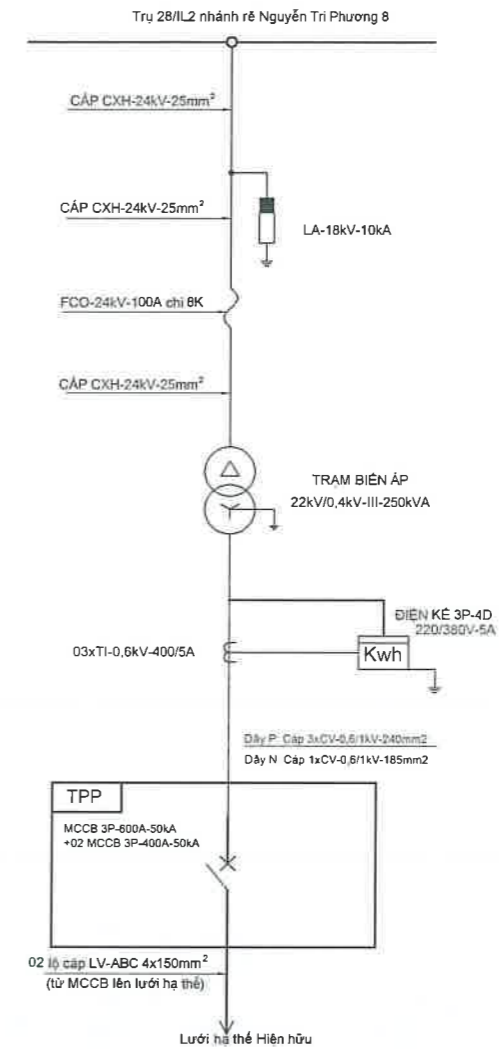 Trụ 28/IL2 nhánh rẽ Nguyễn Tri Phương 8
CÁP CXH-24kV-25mm²
CÁP CXH-24kV-25mm²
LA-18kV-10kA
FCO-24kV-100A chì 8K
CÁP CXH-24kV-25mm²
TRẠM BIẾN ÁP
22kV/0,4kV-III-250kVA
ĐIỆN KẾ 3P-4D
220/380V-5A
03xTI-0,6kV-400/5A
Kwh
Dây P: Cáp 3xCV-0,6/1kV-240mm2
Dây N Cáp 1xCV-0,6/1kV-185mm2
TPP
MCCB 3P-600A-50kA
+02 MCCB 3P-400A-50kA
02 lộ cáp LV-ABC 4x150mm²
(từ MCCB lên lưới hạ thế)
Lưới hạ thế Hiện hữu